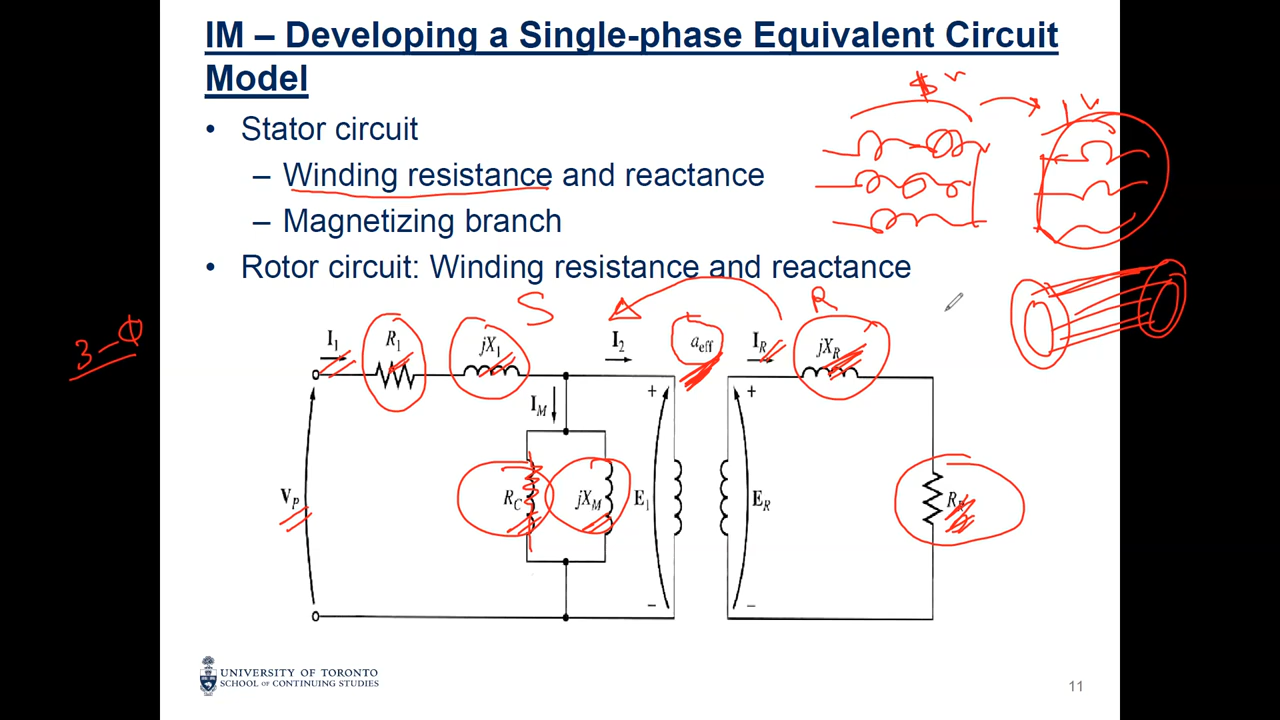 IM – Developing a Single-phase Equivalent Circuit
Model
• Stator circuit
– Winding resistance and reactance
– Magnetizing branch
• Rotor circuit: Winding resistance and reactance
S
R
3-Φ
I1
R1
jX1
I2
aeff
IR
jXR
+
+
IM
VP
RC
jXM
E1
ER
–
–
UNIVERSITY OF TORONTO
SCHOOL OF CONTINUING STUDIES
11